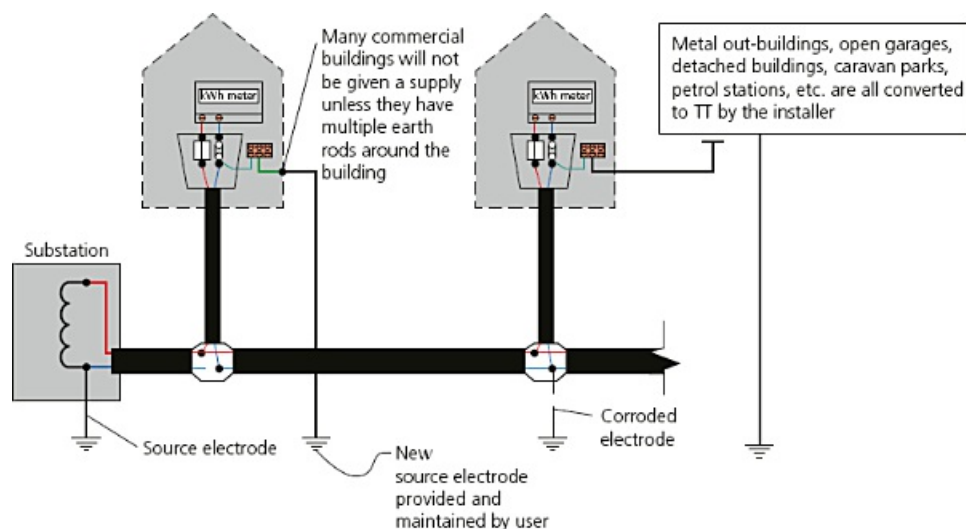 Many commercial
buildings will not
be given a supply
unless they have
multiple earth
rods around the
building
kWh meter
kWh meter
Metal out-buildings, open garages,
detached buildings, caravan parks,
petrol stations, etc. are all converted
to TT by the installer
Substation
Source electrode
New
source electrode
provided and
maintained by user
Corroded
electrode